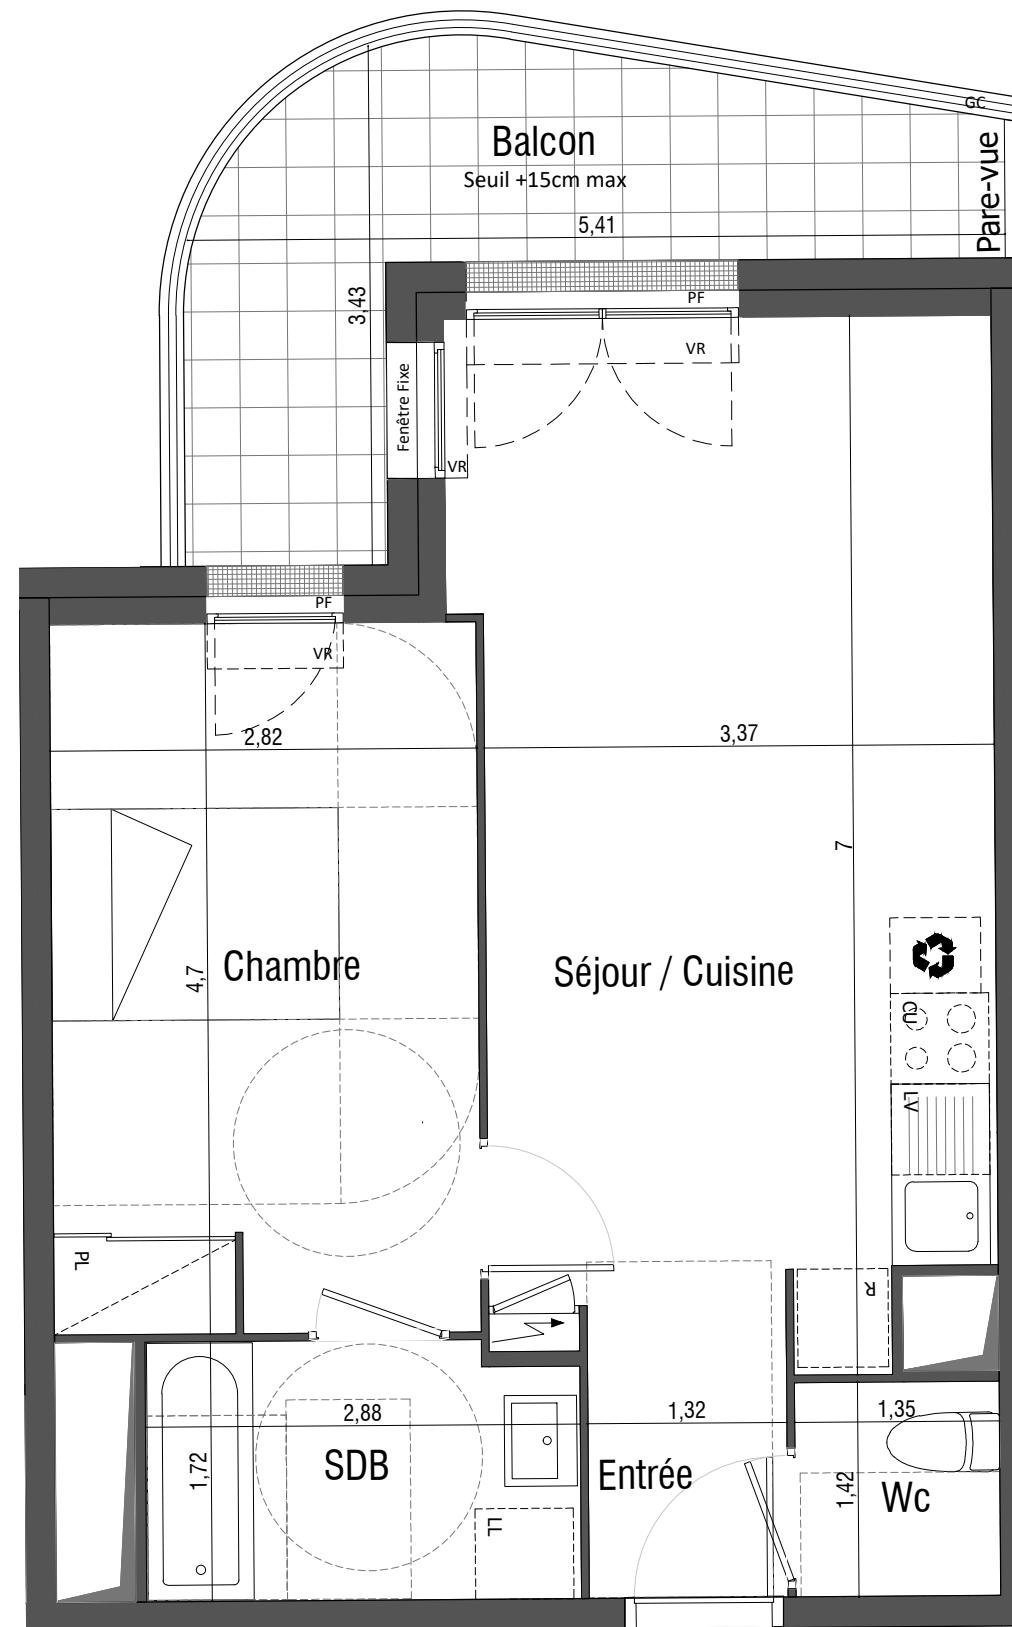 GC
Balcon
Pare-vue
Seuil +15cm max
5,41
3,43
PF
VR
Fenêtre Fixe
VR
PF
VR
2,82
3,37
7
4,7
Chambre
Séjour / Cuisine
CU
LV
PL
R
2,88
1,32
1,35
SDB
1,72
Entrée
1,42
Wc
LL